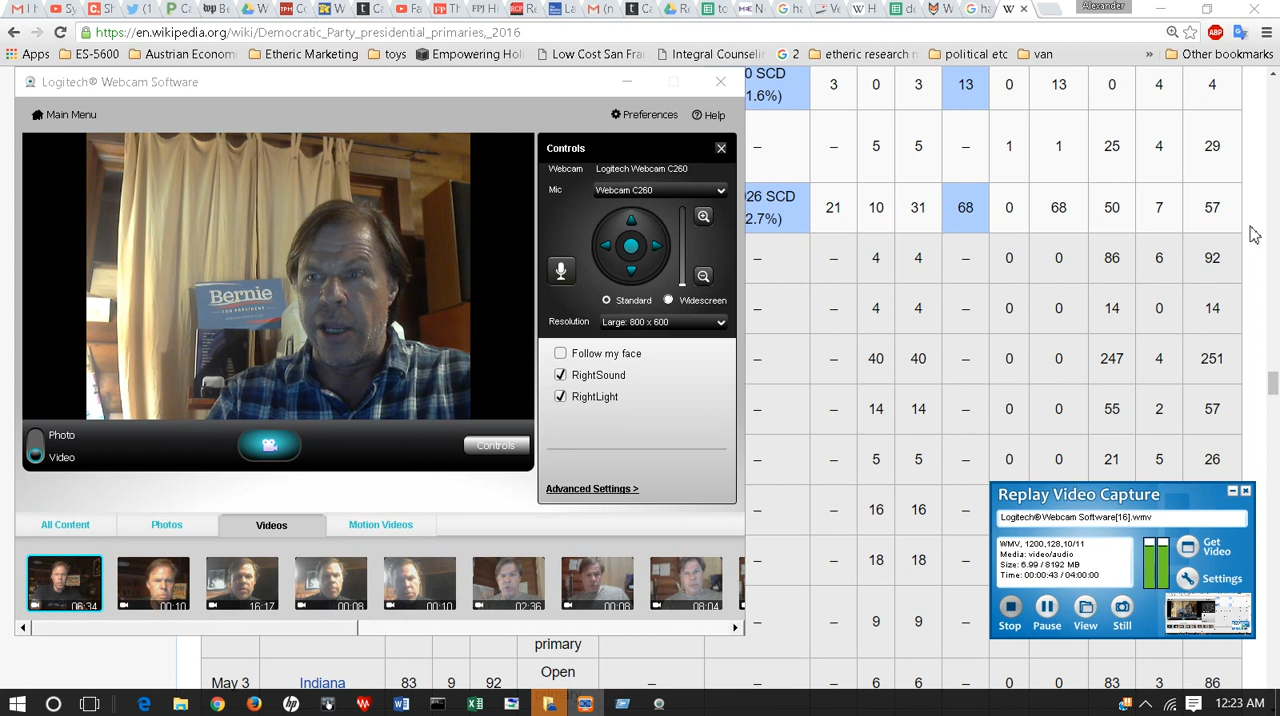 Alexander
https://en.wikipedia.org/wiki/Democratic_Party_presidential_primaries,_2016
Apps ES-5600 Austrian Economi Etheric Marketing toys Empowering Holi Low Cost San Fra Integral Counselin 2 etheric research political etc van » Other bookmarks
Logitech® Webcam Software
Main Menu Preferences Help
Controls
Webcam Logitech Webcam C260
Mic Webcam C260
Standard Widescreen
Resolution Large: 800 x 600
Follow my face
RightSound
RightLight
Advanced Settings >
Bernie
FOR PRESIDENT
Photo
Video
Controls
All Content Photos Videos Motion Videos
06:34 00:10 16:17 00:08 00:10 02:36 00:08 08:04
0 SCD
1.6%) 3 0 3 13 0 13 0 4 4
– – 5 5 – 1 1 25 4 29
026 SCD
2.7%) 21 10 31 68 0 68 50 7 57
– – 4 4 – 0 0 86 6 92
– – 4 4 – 0 0 14 0 14
– – 40 40 – 0 0 247 4 251
– – 14 14 – 0 0 55 2 57
– – 5 5 – 0 0 21 5 26
– – 16 16
– – 18 18
– – 9 9
primary
May 3 Indiana 83 9 92 Open – – – 6 6 – 0 0 83 3 86
Replay Video Capture
Logitech® Webcam Software[16].wmv
WMV, 1200,128,10/11
Media: video/audio
Size: 6.99 / 8192 MB
Time: 00:00:43 / 04:00:00
Get
Video
Settings
Stop Pause View Still
12:23 AM